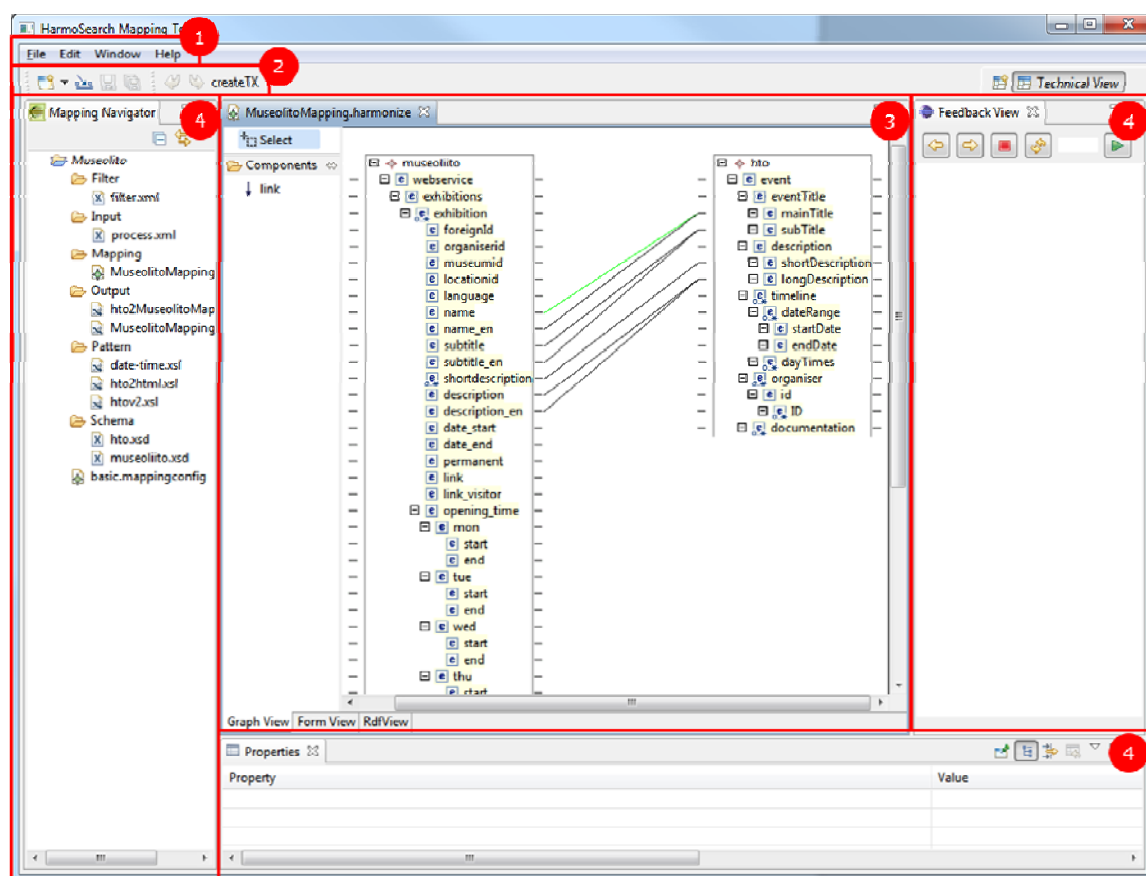 HarmoSearch Mapping To
1
File Edit Window Help
2
createTX
Technical View
Mapping Navigator
4
Museolito
Filter
filter.xml
Input
process.xml
Mapping
MuseolitoMapping
Output
hto2MuseolitoMap
MuseolitoMapping
Pattern
date-time.xsl
hto2html.xsl
htov2.xsl
Schema
hto.xsd
museoliito.xsd
basic.mappingconfig
MuseolitoMapping.harmonize
3
Select
Components
link
museoliito
webservice
exhibitions
exhibition
foreignId
organiserid
museumid
locationid
language
name
name_en
subtitle
subtitle_en
shortdescription
description
description_en
date_start
date_end
permanent
link
link_visitor
opening_time
mon
start
end
tue
start
end
wed
start
end
thu
start
hto
event
eventTitle
mainTitle
subTitle
description
shortDescription
longDescription
timeline
dateRange
startDate
endDate
dayTimes
organiser
id
ID
documentation
Graph View Form View RdfView
Feedback View
4
Properties
4
Property Value